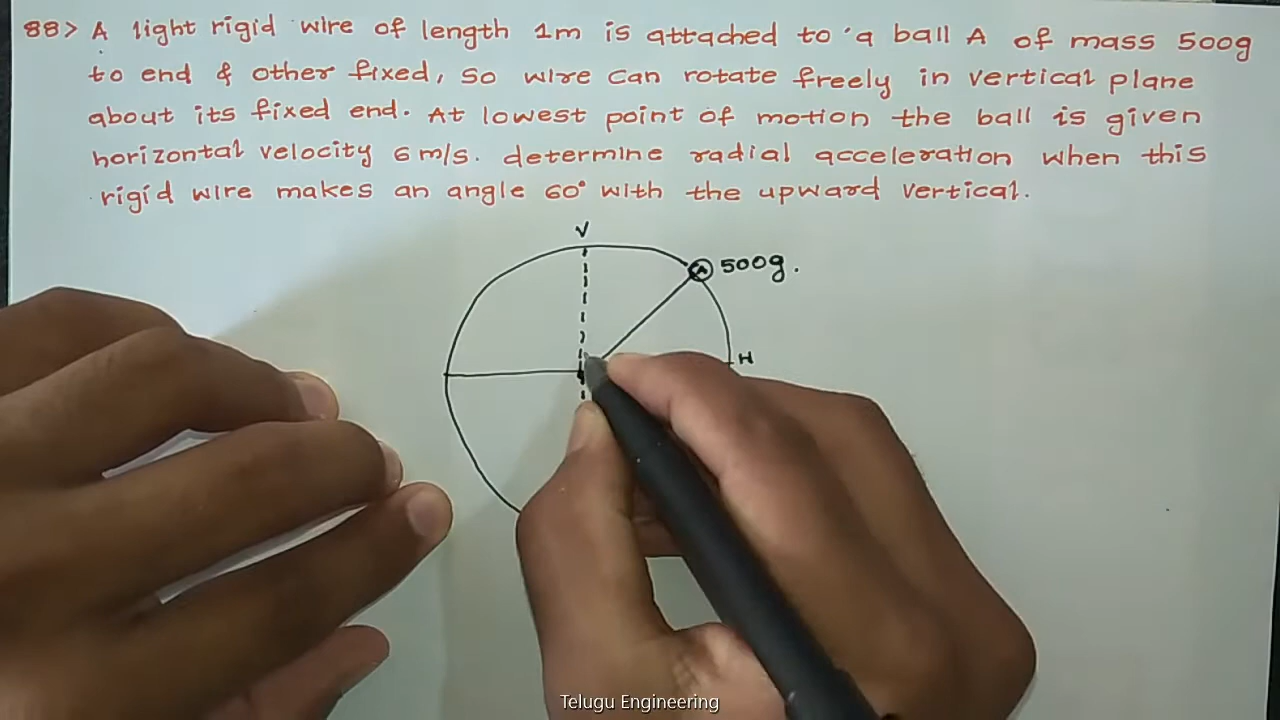 88> A light rigid wire of length 1m is attached to a ball A of mass 500g
to end & other fixed, so wire can rotate freely in vertical plane
about its fixed end. At lowest point of motion the ball is given
horizontal velocity 6 m/s. determine radial acceleration when this
rigid wire makes an angle 60° with the upward vertical.
V
A 500g.
H
Telugu Engineering